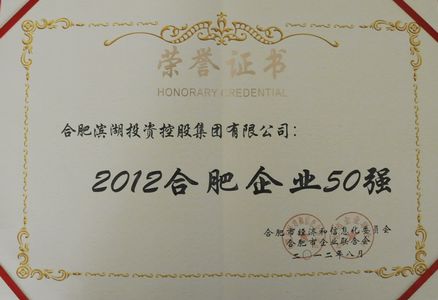 荣誉证书
HONORARY CREDENTIAL
合肥滨湖投资控股集团有限公司:
2012合肥企业50强
合肥市经济和信息化委员会
合肥市企业联合会
二〇一二年八月